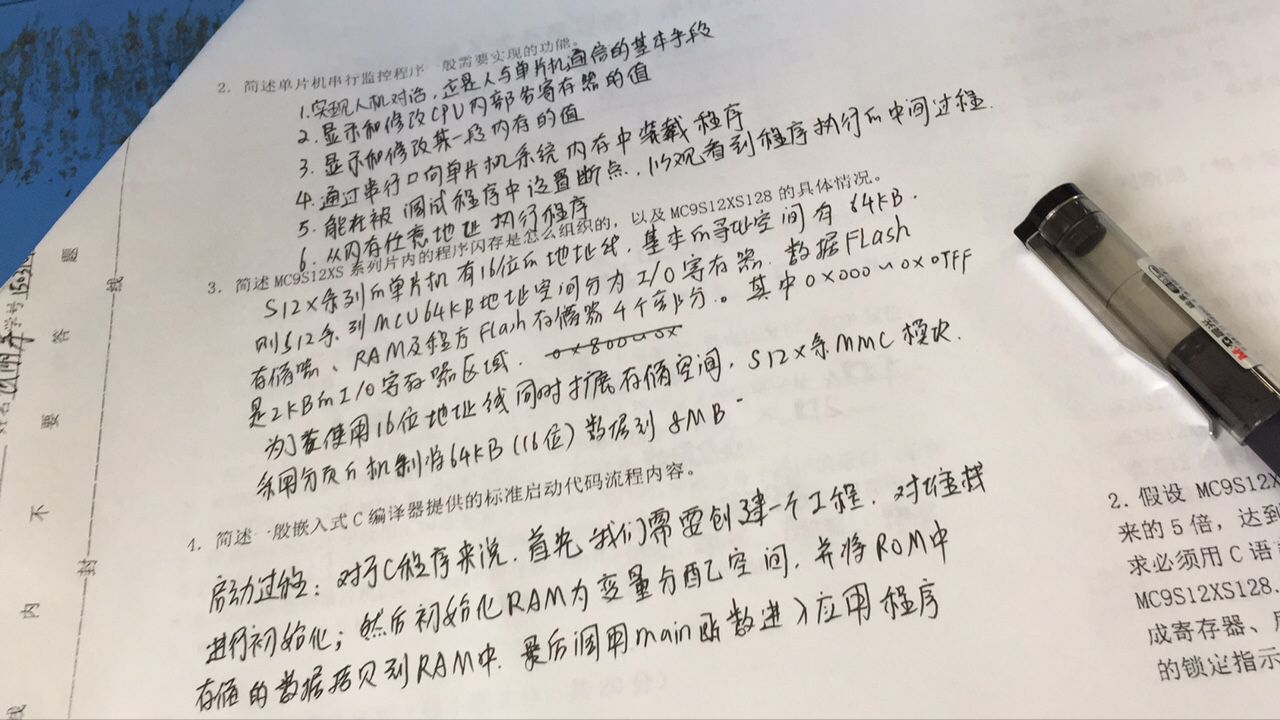 2. 简述单片机串行监控程序一般需要实现的功能。
1.实现人机对话，这是人与单片机通信的基本手段
2.显示和修改CPU内部务寄存器的值
3.显示和修改某一段内存的值
4.通过串行口向单片机系统内存中装载程序
5.能在被调试程序中设置断点，以观看到程序执行的中间过程.
6.从内存任意地址执行程序
3. 简述 MC9S12XS 系列片内的程序闪存是怎么组织的，以及MC9S12XS128 的具体情况。
S12X系列的单片机有16位的地址线，基本的寻址空间有64KB.
则S12系列MCU64KB地址空间分为I/O寄存器，数据FLash
存储器、RAM及程序Flash存储器4个部分。其中0x000~0x07FF
是2KB的I/O寄存器区域. 0x800~0x
为了使用16位地址线同时扩展存储空间，S12X系MMC模块.
采用分页的机制将64KB(16位)数据到8MB
4. 简述一般嵌入式 C 编译器提供的标准启动代码流程内容。
启动过程：对于C程序来说，首先我们需要创建一个工程，对堆栈
进行初始化；然后初始化RAM为变量分配空间，并将ROM中
存储的数据拷贝到RAM中，最后调用main函数进入应用程序
2. 假设 MC9S12X
来的 5 倍，达到
求必须用 C 语
MC9S12XS128.
成寄存器、
的锁定指示
学号
姓名
线
封
内
不
要
答
题
线